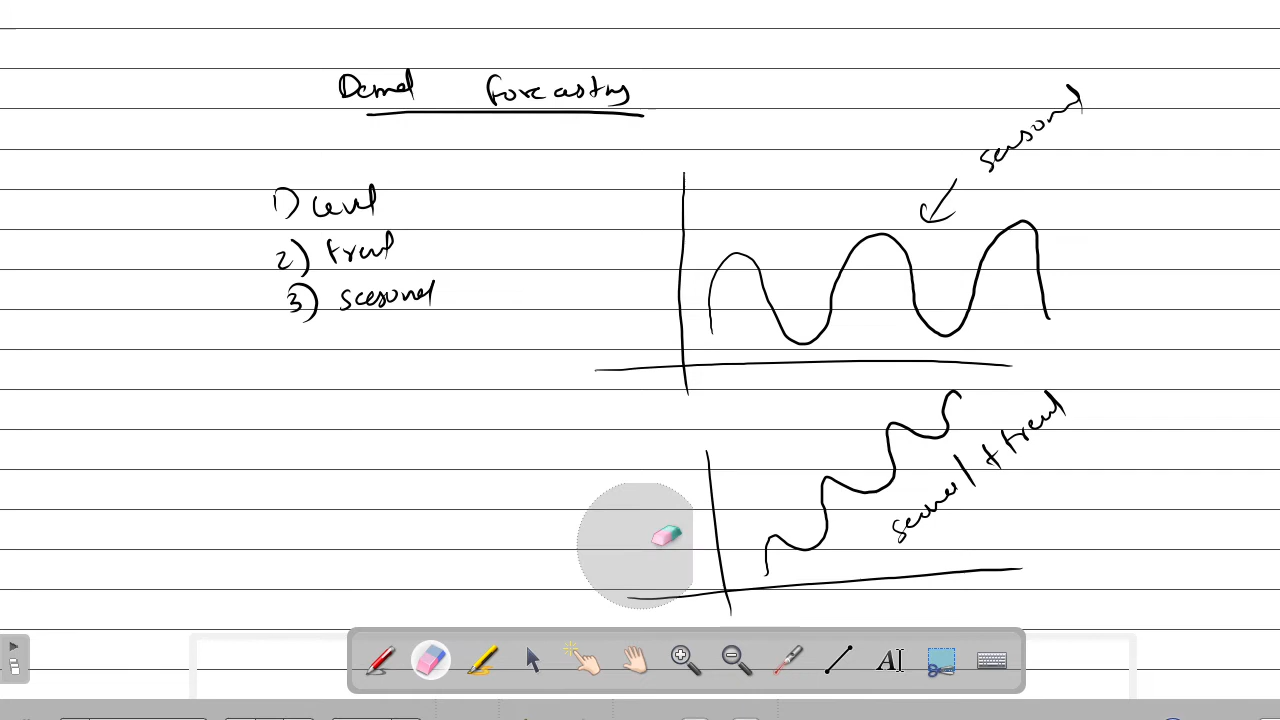 Demand Forecasting
1) level
2) trend
3) seasonal
seasonal
seasonal + trend